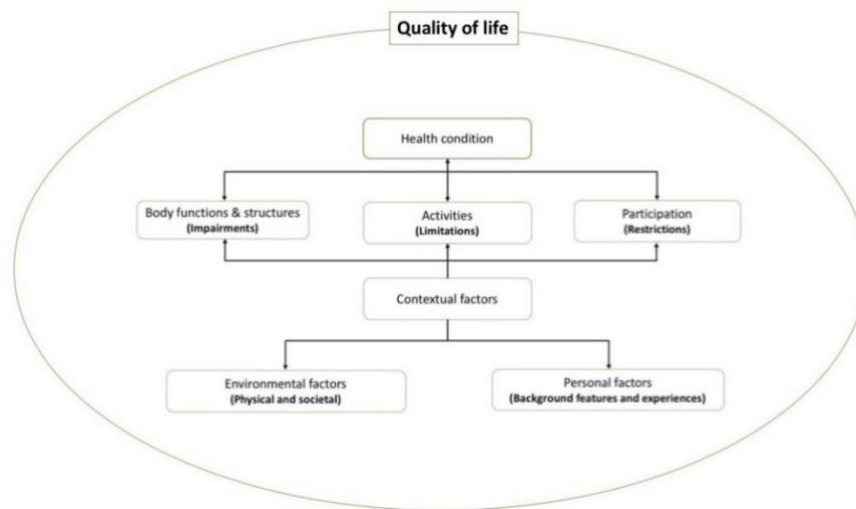 Quality of life
Health condition
Body functions & structures
(Impairments)
Activities
(Limitations)
Participation
(Restrictions)
Contextual factors
Environmental factors
(Physical and societal)
Personal factors
(Background features and experiences)